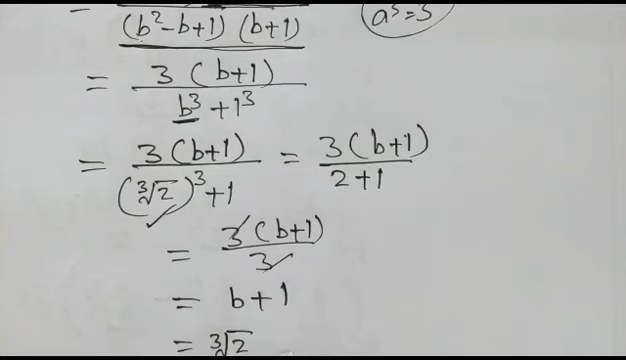 = (b²-b+1) (b+1) a³=3
= 3 (b+1) / b³ + 1³
= 3 (b+1) / (∛2)³ + 1 = 3 (b+1) / 2+1
= 3 (b+1) / 3
= b + 1
= ∛2